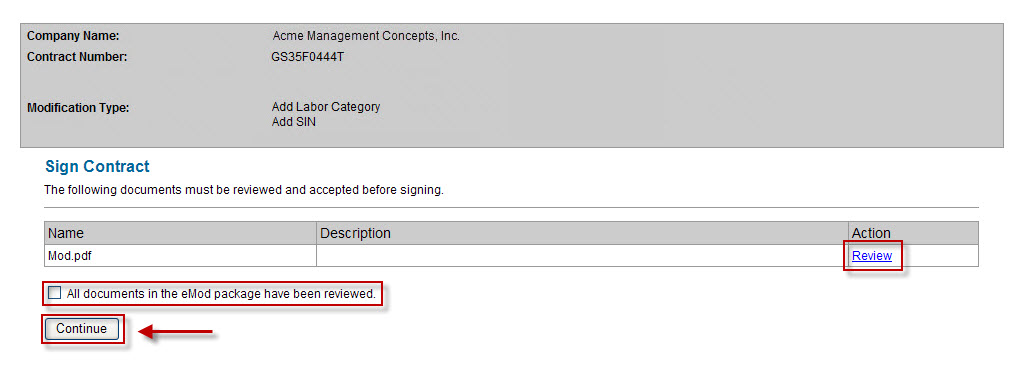 Company Name: Acme Management Concepts, Inc.
Contract Number: GS35F0444T
Modification Type: Add Labor Category
Add SIN
Sign Contract
The following documents must be reviewed and accepted before signing.
Name Description Action
Mod.pdf Review
All documents in the eMod package have been reviewed.
Continue